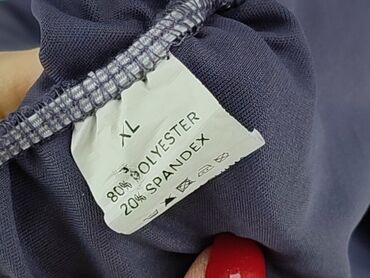 XL
80% POLYESTER
20% SPANDEX